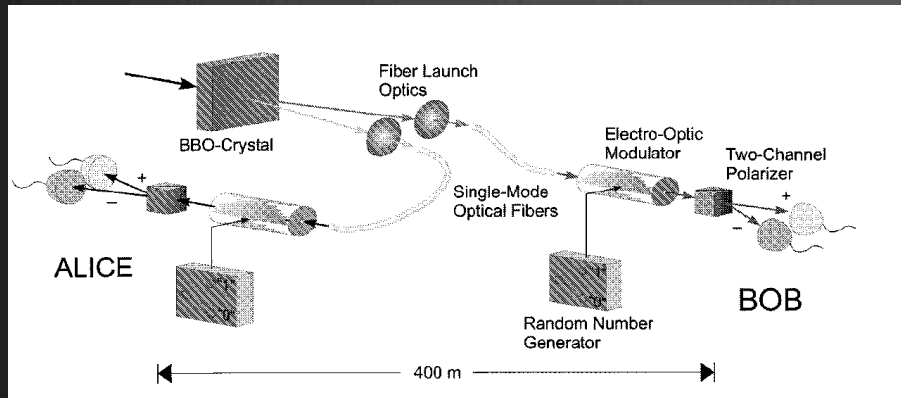 Fiber Launch
Optics
BBO-Crystal
Electro-Optic
Modulator
Two-Channel
Polarizer
Single-Mode
Optical Fibers
+
–
+
–
ALICE
"1"
"0"
"1"
"0"
BOB
Random Number
Generator
400 m